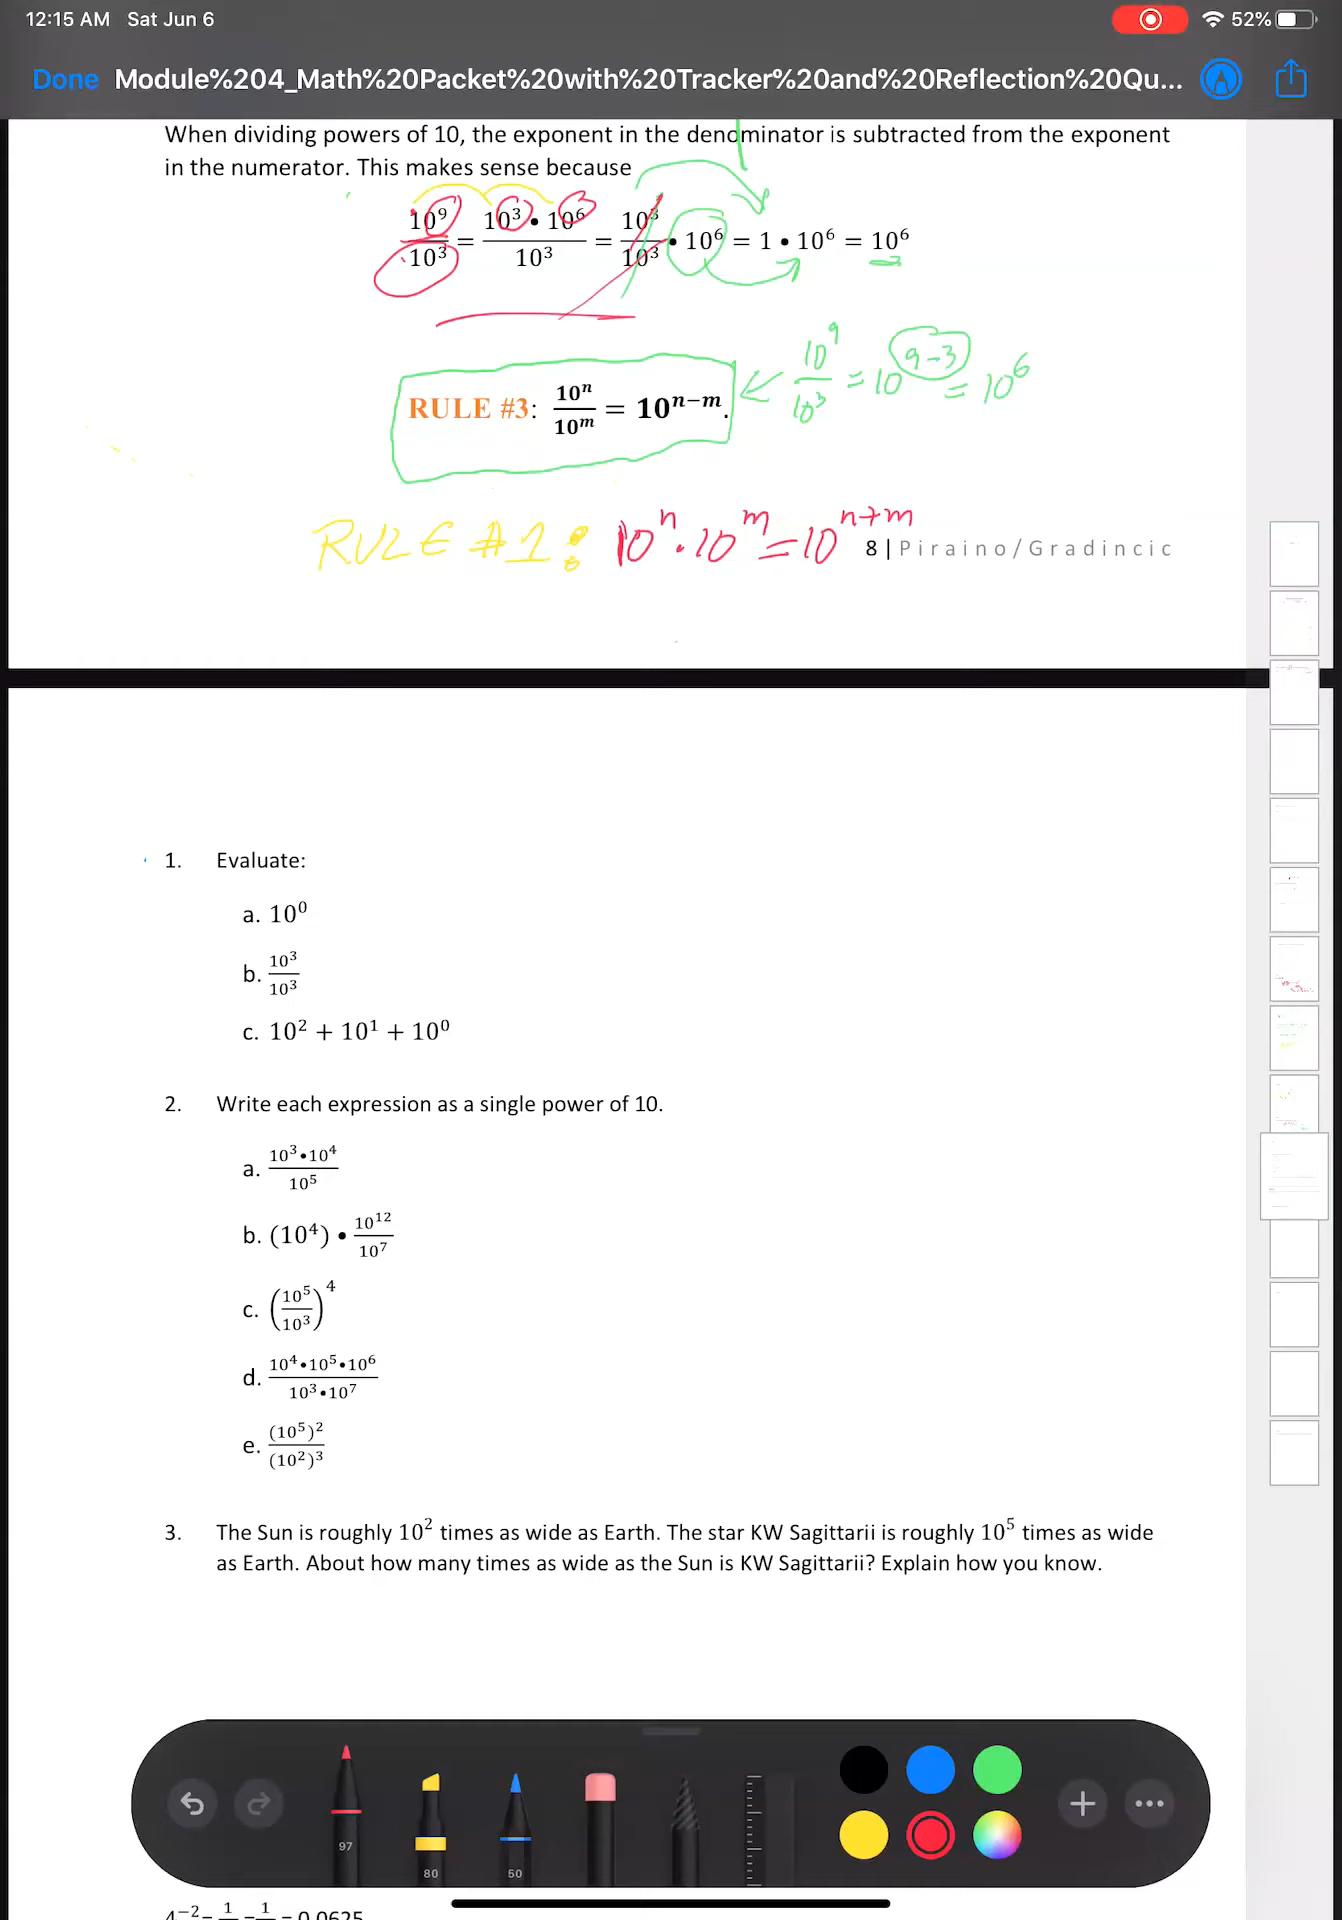 12:15 AM Sat Jun 6 52%
Done Module%204_Math%20Packet%20with%20Tracker%20and%20Reflection%20Qu...
When dividing powers of 10, the exponent in the denominator is subtracted from the exponent
in the numerator. This makes sense because
10⁹/10³ = 10³ • 10⁶/10³ = 10³/10³ • 10⁶ = 1 • 10⁶ = 10⁶
RULE #3: 10ⁿ/10ᵐ = 10ⁿ⁻ᵐ. 10⁹/10³ = 10⁹⁻³ = 10⁶
RULE #1: 10ⁿ · 10ᵐ = 10ⁿ⁺ᵐ
8 | Piraino/Gradincic
1. Evaluate:
a. 10⁰
b. 10³/10³
c. 10² + 10¹ + 10⁰
2. Write each expression as a single power of 10.
a. 10³•10⁴/10⁵
b. (10⁴) • 10¹²/10⁷
c. (10⁵/10³)⁴
d. 10⁴•10⁵•10⁶/10³•10⁷
e. (10⁵)²/(10²)³
3. The Sun is roughly 10² times as wide as Earth. The star KW Sagittarii is roughly 10⁵ times as wide
as Earth. About how many times as wide as the Sun is KW Sagittarii? Explain how you know.
97
80
50